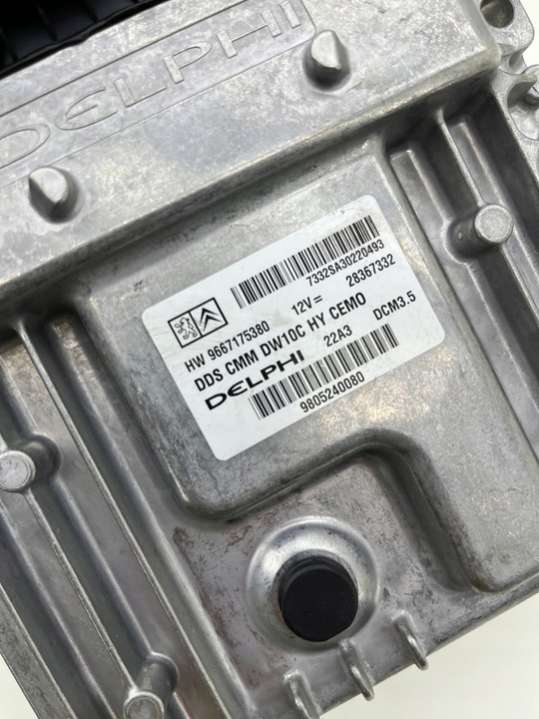 DELPHI
7332SA30220493
HW 9667175380 12V= 28367332
DDS CMM DW10C HY CEMO
DELPHI 22A3 DCM3.5
9805240080